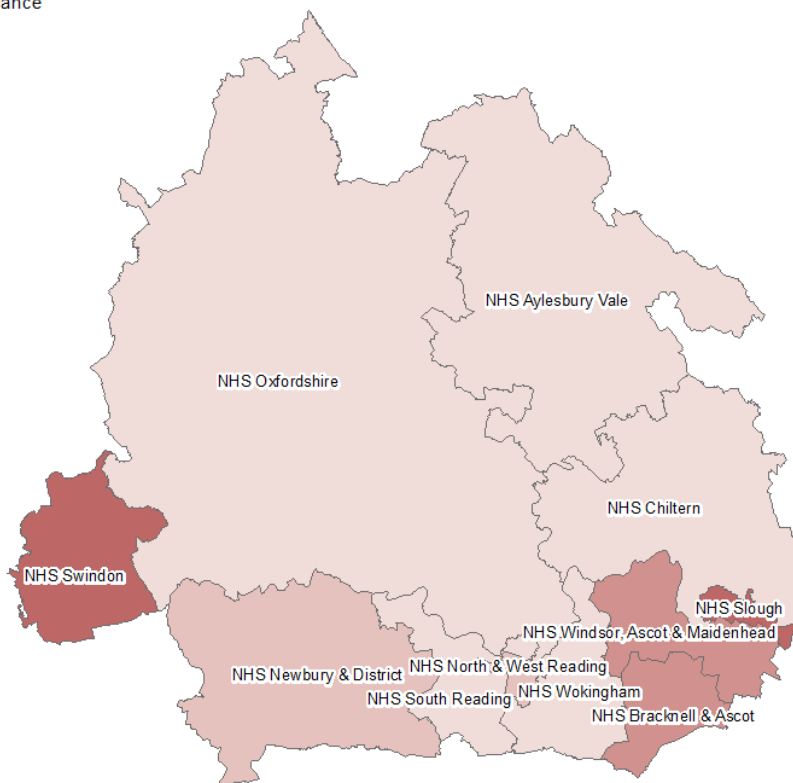 NHS Aylesbury Vale
NHS Oxfordshire
NHS Chiltern
NHS Swindon
NHS Slough
NHS Windsor, Ascot & Maidenhead
NHS North & West Reading
NHS Newbury & District
NHS Wokingham
NHS South Reading
NHS Bracknell & Ascot